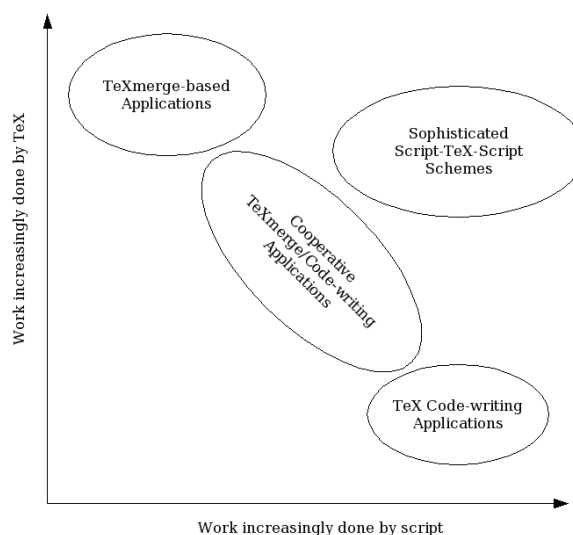 TeXmerge-based
Applications
Sophisticated
Script-TeX-Script
Schemes
Cooperative
TeXmerge/Code-writing
Applications
TeX Code-writing
Applications
Work increasingly done by TeX
Work increasingly done by script